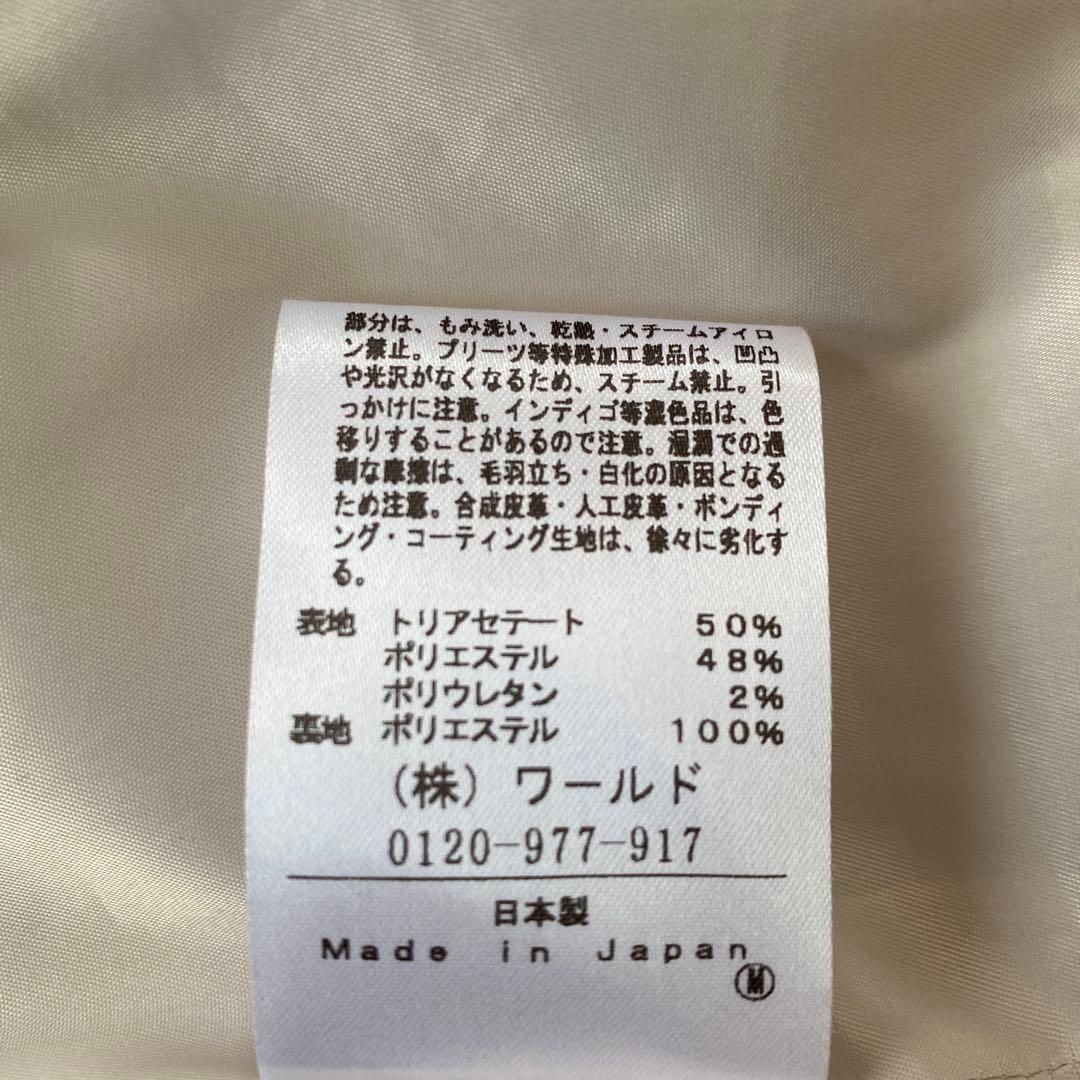 部分は、もみ洗い、乾燥・スチームアイロ
ン禁止。プリーツ等特殊加工製品は、凹凸
や光沢がなくなるため、スチーム禁止。引
っかけに注意。インディゴ等濃色品は、色
移りすることがあるので注意。湿潤での過
剰な摩擦は、毛羽立ち・白化の原因となる
ため注意。合成皮革・人工皮革・ボンディ
ング・コーティング生地は、徐々に劣化す
る。
表地 トリアセテート 50%
ポリエステル 48%
ポリウレタン 2%
裏地 ポリエステル 100%
(株) ワールド
0120-977-917
日本製
Made in Japan
M